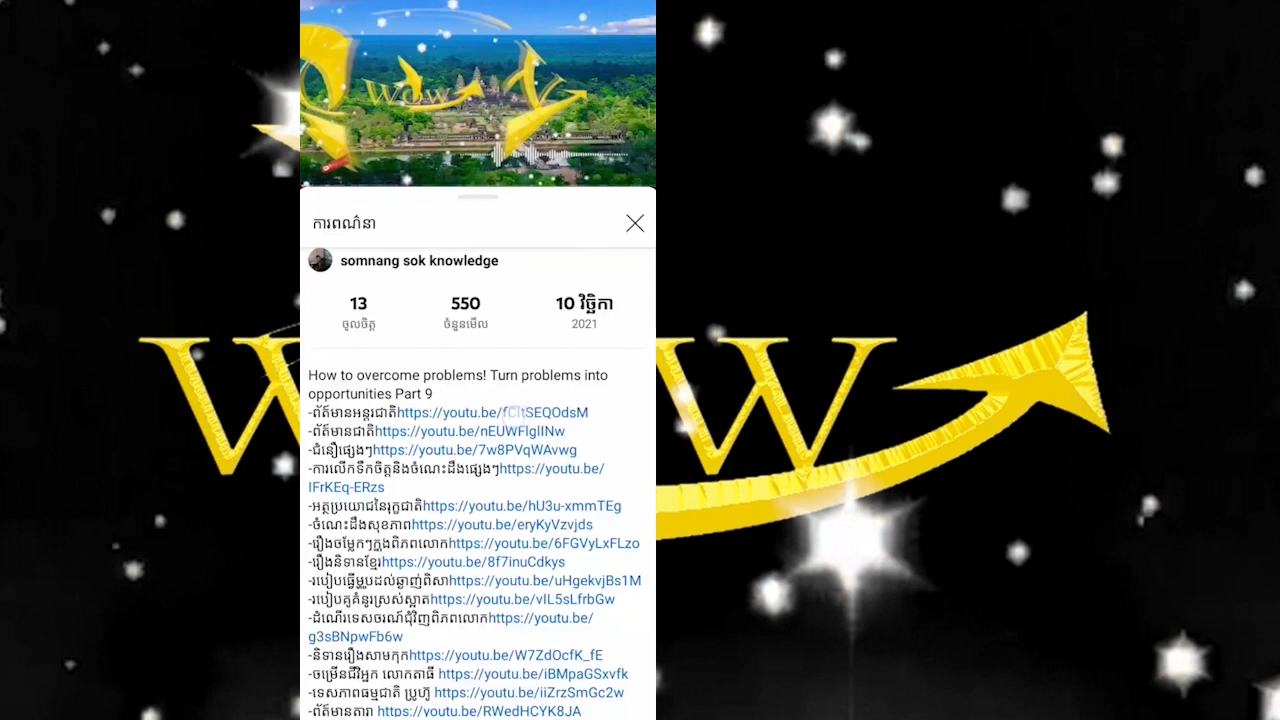 WOW
ការពណ៌នា
somnang sok knowledge
13 550 10 វិច្ឆិកា
ចូលចិត្ត ចំនួនមើល 2021
How to overcome problems! Turn problems into
opportunities Part 9
-ព័ត៌មានអន្តរជាតិhttps://youtu.be/
-ព័ត៌មានជាតិhttps://youtu.be/nEUWFIgIINw
-ជំនឿផ្សេងៗhttps://youtu.be/7w8PVqWAvwg
-ការលើកទឹកចិត្តនិងចំណេះដឹងផ្សេងៗhttps://youtu.be/
IFrKEq-ERzs
-អត្ថប្រយោជនៃរុក្ខជាតិhttps://youtu.be/hU3u-xmmTEg
-ចំណេះដឹងសុខភាពhttps://youtu.be/eryKyVzvjds
-រឿងចម្លែកៗក្នុងពិភពលោកhttps://youtu.be/6FGVyLxFLzo
-រឿងនិទានខ្មែរhttps://youtu.be/8f7inuCdkys
-របៀបធ្វើម្ហូបដល់ឆ្ងាញ់ពិសាhttps://youtu.be/uHgekvjBs1M
-របៀបគូគំនូរស្រស់ស្អាតhttps://youtu.be/vIL5sLfrbGw
-ដំណើរទេសចរណ៍ជុំវិញពិភពលោកhttps://youtu.be/
g3sBNpwFb6w
-និទានរឿងសាមកុកhttps://youtu.be/W7ZdOcfK_fE
-ចម្រើនជីវិអ្នក លោកតាធី https://youtu.be/iBMpaGSxvfk
-ទេសភាពធម្មជាតិ ប្រូហ៊្វូ https://youtu.be/iiZrzSmGc2w
-ព័ត៌មានតារា https://youtu.be/RWedHCYK8JA